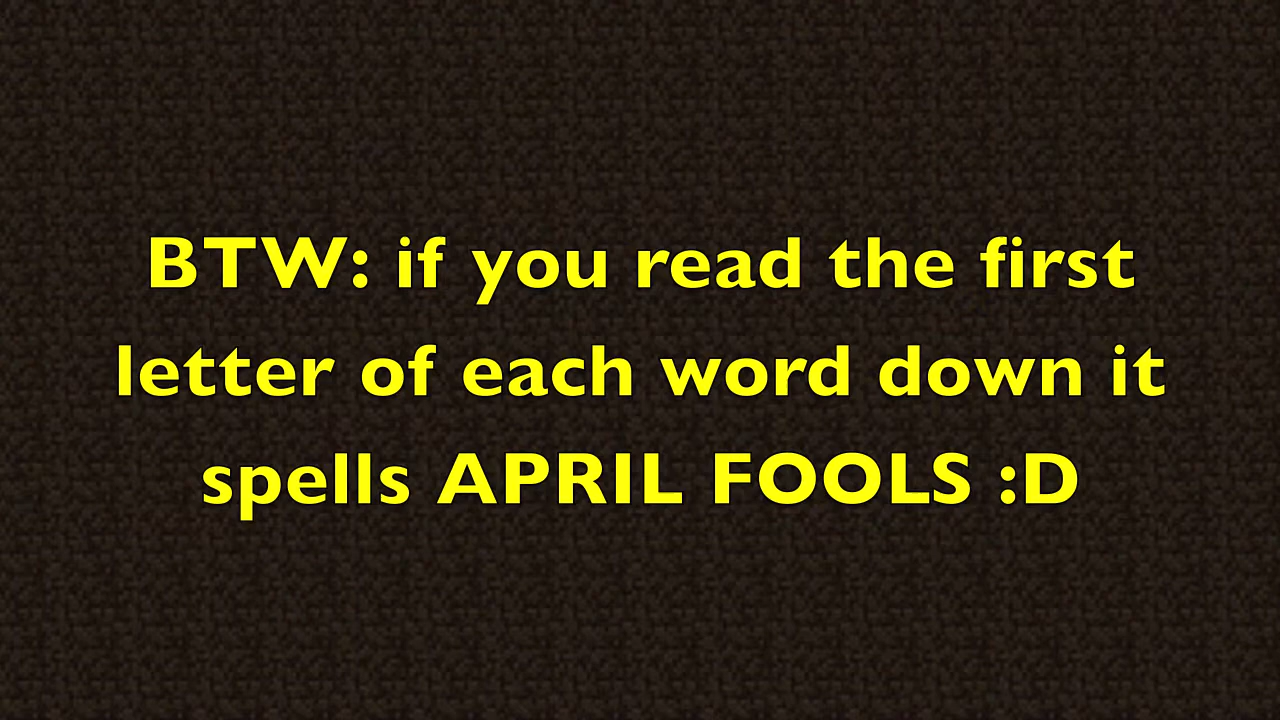 BTW: if you read the first
letter of each word down it
spells APRIL FOOLS :D